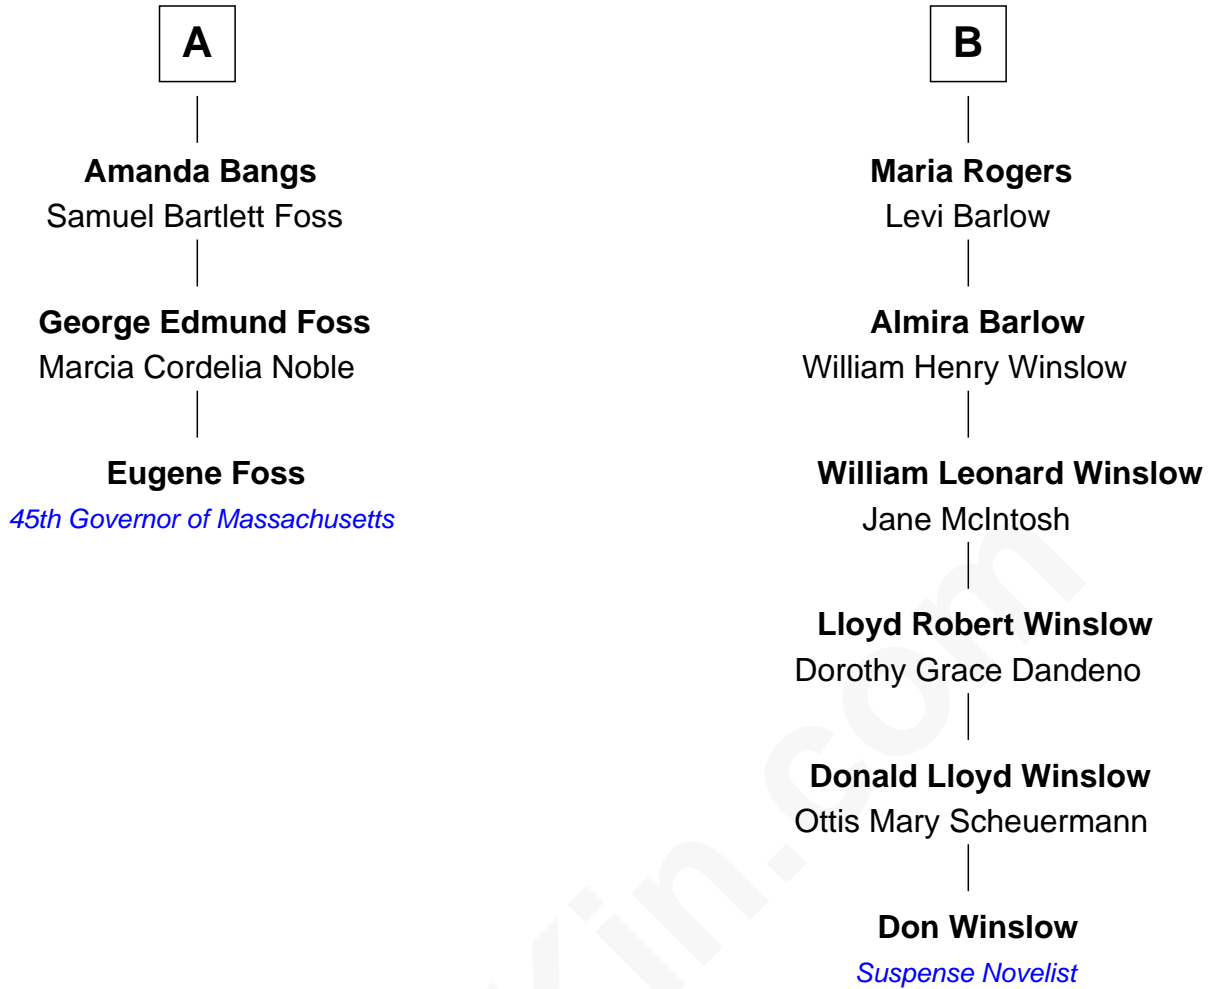 A
Amanda Bangs
Samuel Bartlett Foss
George Edmund Foss
Marcia Cordelia Noble
Eugene Foss
45th Governor of Massachusetts
B
Maria Rogers
Levi Barlow
Almira Barlow
William Henry Winslow
William Leonard Winslow
Jane McIntosh
Lloyd Robert Winslow
Dorothy Grace Dandeno
Donald Lloyd Winslow
Ottis Mary Scheuermann
Don Winslow
Suspense Novelist
Kin.com